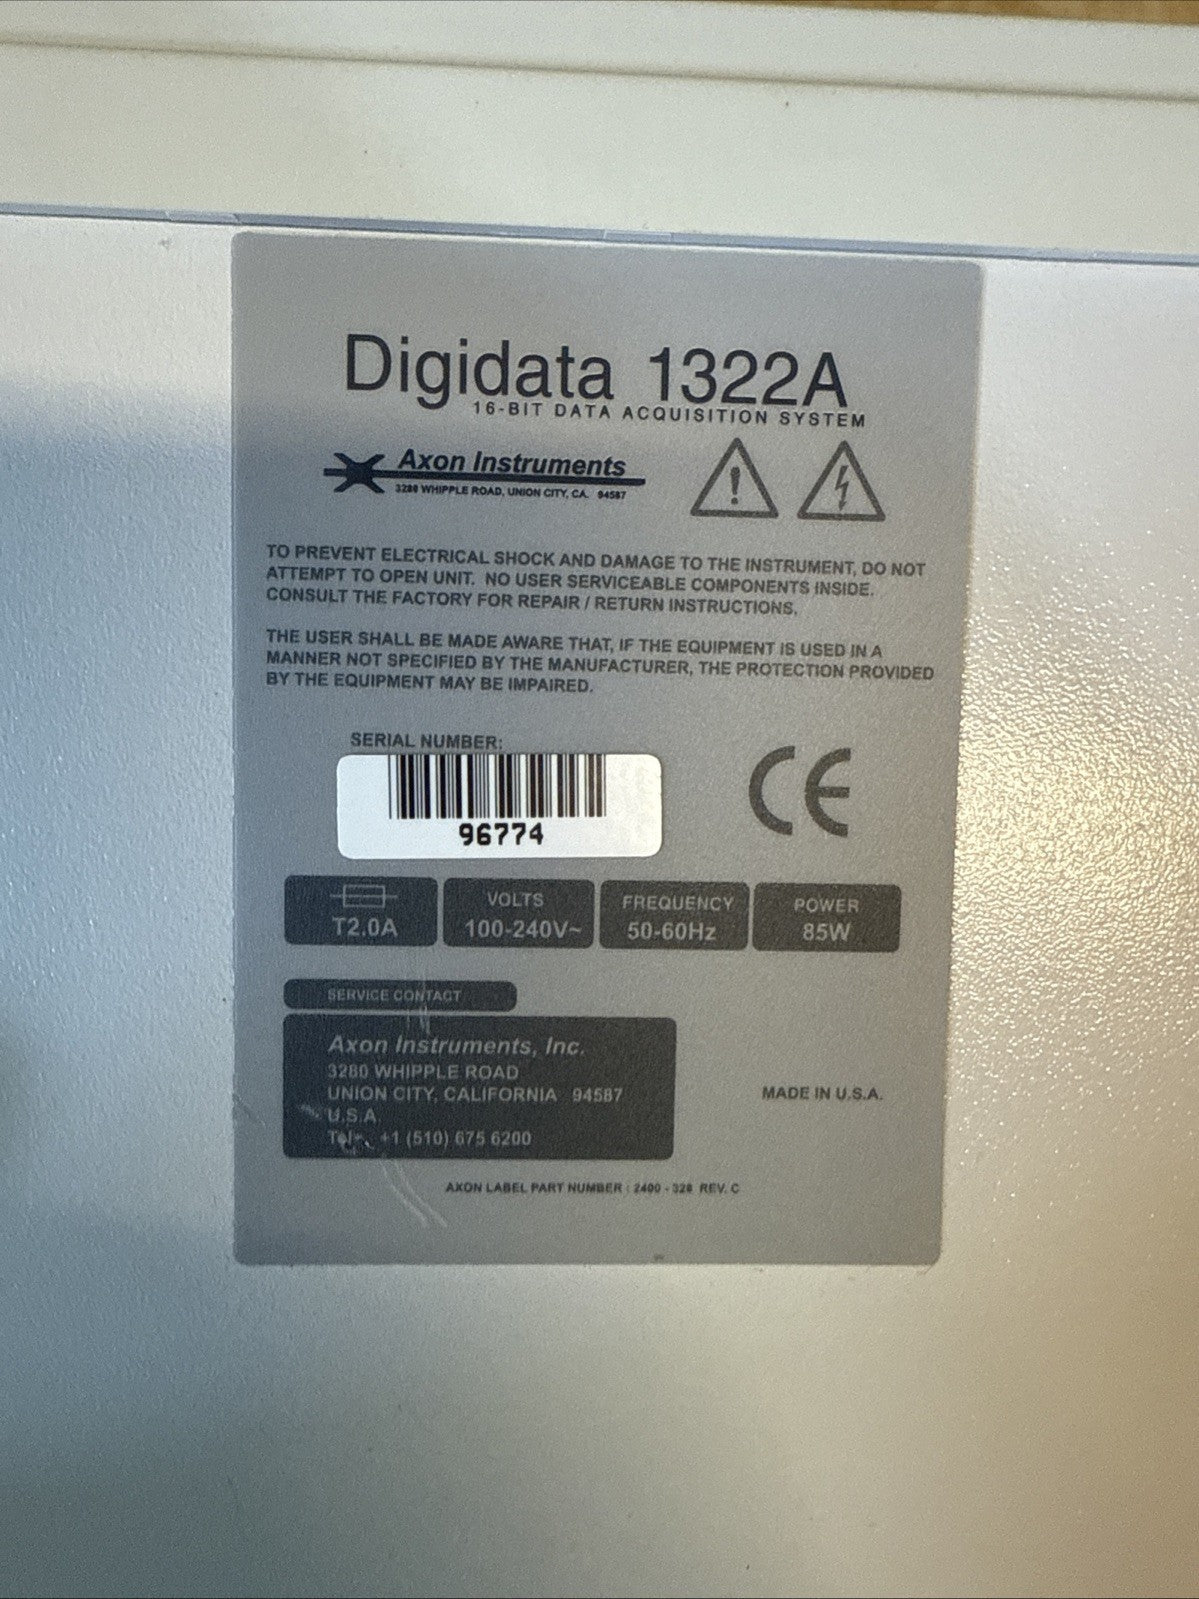 Digidata 1322A
16-BIT DATA ACQUISITION SYSTEM
Axon Instruments
3280 WHIPPLE ROAD, UNION CITY, CA. 94587
TO PREVENT ELECTRICAL SHOCK AND DAMAGE TO THE INSTRUMENT, DO NOT
ATTEMPT TO OPEN UNIT. NO USER SERVICEABLE COMPONENTS INSIDE.
CONSULT THE FACTORY FOR REPAIR / RETURN INSTRUCTIONS.
THE USER SHALL BE MADE AWARE THAT, IF THE EQUIPMENT IS USED IN A
MANNER NOT SPECIFIED BY THE MANUFACTURER, THE PROTECTION PROVIDED
BY THE EQUIPMENT MAY BE IMPAIRED.
SERIAL NUMBER:
96774
CE
T2.0A
VOLTS
100-240V~
FREQUENCY
50-60Hz
POWER
85W
SERVICE CONTACT
Axon Instruments, Inc.
3280 WHIPPLE ROAD
UNION CITY, CALIFORNIA 94587
U.S.A.
Tel. +1 (510) 675 6200
MADE IN U.S.A.
AXON LABEL PART NUMBER : 2400 - 328 REV. C